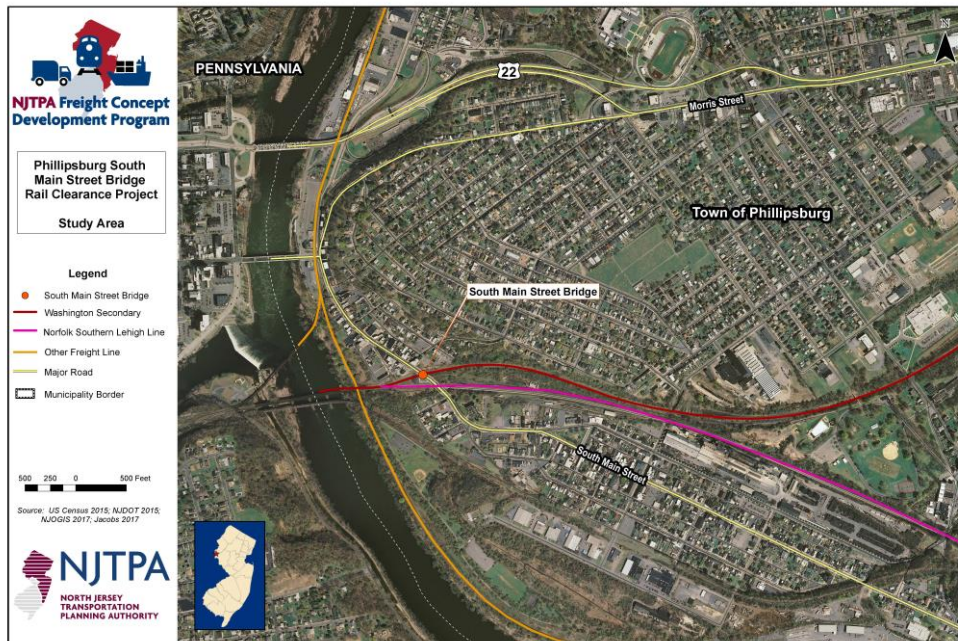 NJTPA Freight Concept
Development Program
Phillipsburg South
Main Street Bridge
Rail Clearance Project
Study Area
Legend
South Main Street Bridge
Washington Secondary
Norfolk Southern Lehigh Line
Other Freight Line
Major Road
Municipality Border
500 250 0 500 Feet
Source: US Census 2015; NJDOT 2015;
NJOGIS 2017; Jacobs 2017
NJTPA
NORTH JERSEY
TRANSPORTATION
PLANNING AUTHORITY
PENNSYLVANIA
22
N
Morris Street
Town of Phillipsburg
South Main Street Bridge
South Main Street